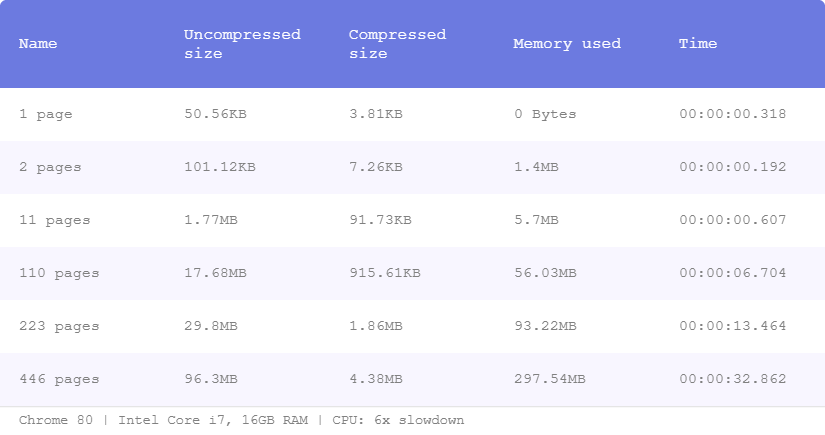 Name Uncompressed size Compressed size Memory used Time
1 page 50.56KB 3.81KB 0 Bytes 00:00:00.318
2 pages 101.12KB 7.26KB 1.4MB 00:00:00.192
11 pages 1.77MB 91.73KB 5.7MB 00:00:00.607
110 pages 17.68MB 915.61KB 56.03MB 00:00:06.704
223 pages 29.8MB 1.86MB 93.22MB 00:00:13.464
446 pages 96.3MB 4.38MB 297.54MB 00:00:32.862
Chrome 80 | Intel Core i7, 16GB RAM | CPU: 6x slowdown